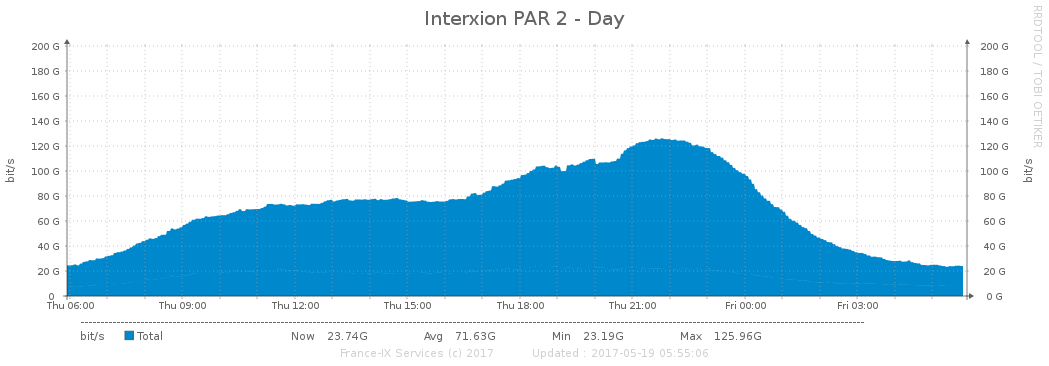 Interxion PAR 2 - Day
RRDTOOL / TOBI OETIKER
200 G 200 G
180 G 180 G
160 G 160 G
140 G 140 G
120 G 120 G
100 G 100 G
80 G 80 G
60 G 60 G
40 G 40 G
20 G 20 G
0 0 G
bit/s bit/s
Thu 06:00 Thu 09:00 Thu 12:00 Thu 15:00 Thu 18:00 Thu 21:00 Fri 00:00 Fri 03:00
bit/s Total Now 23.74G Avg 71.63G Min 23.19G Max 125.96G
France-IX Services (c) 2017 Updated : 2017-05-19 05:55:06